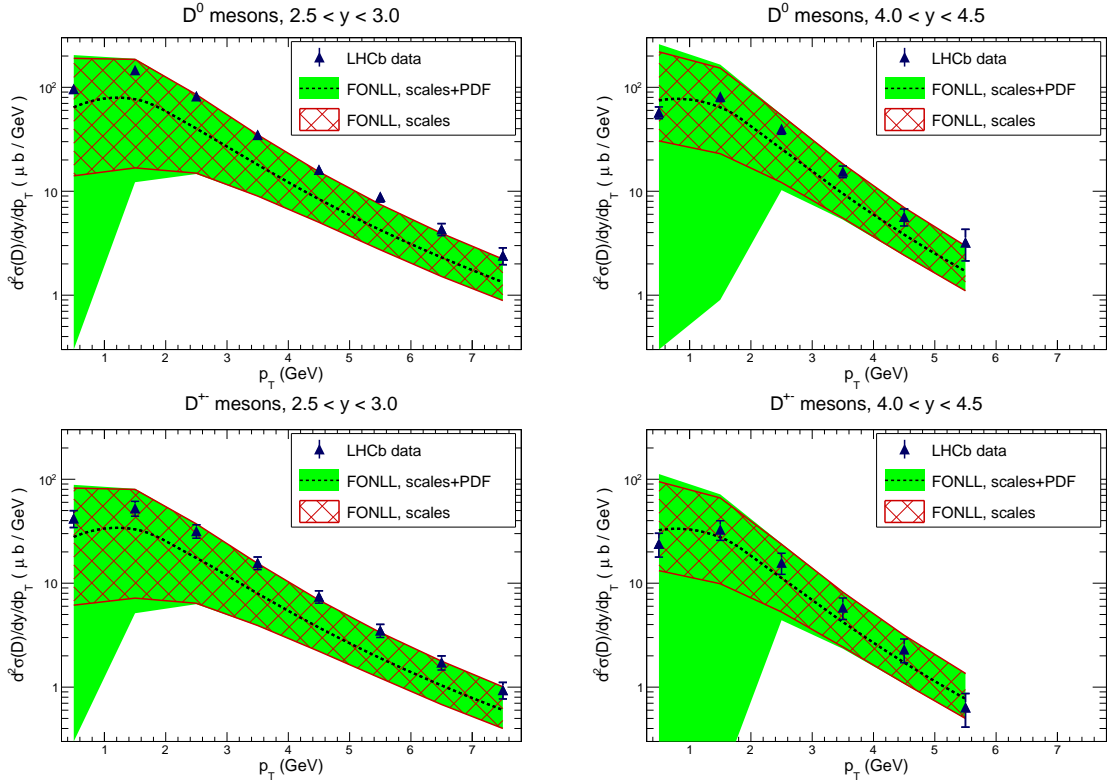 D⁰ mesons, 2.5 < y < 3.0
d²σ(D)/dy/dp_T ( μ b / GeV )
10²
10
1
LHCb data
FONLL, scales+PDF
FONLL, scales
1 2 3 4 5 6 7
p_T (GeV)
D⁰ mesons, 4.0 < y < 4.5
d²σ(D)/dy/dp_T ( μ b / GeV )
10²
10
1
LHCb data
FONLL, scales+PDF
FONLL, scales
1 2 3 4 5 6 7
p_T (GeV)
D⁺⁻ mesons, 2.5 < y < 3.0
d²σ(D)/dy/dp_T ( μ b / GeV )
10²
10
1
LHCb data
FONLL, scales+PDF
FONLL, scales
1 2 3 4 5 6 7
p_T (GeV)
D⁺⁻ mesons, 4.0 < y < 4.5
d²σ(D)/dy/dp_T ( μ b / GeV )
10²
10
1
LHCb data
FONLL, scales+PDF
FONLL, scales
1 2 3 4 5 6 7
p_T (GeV)